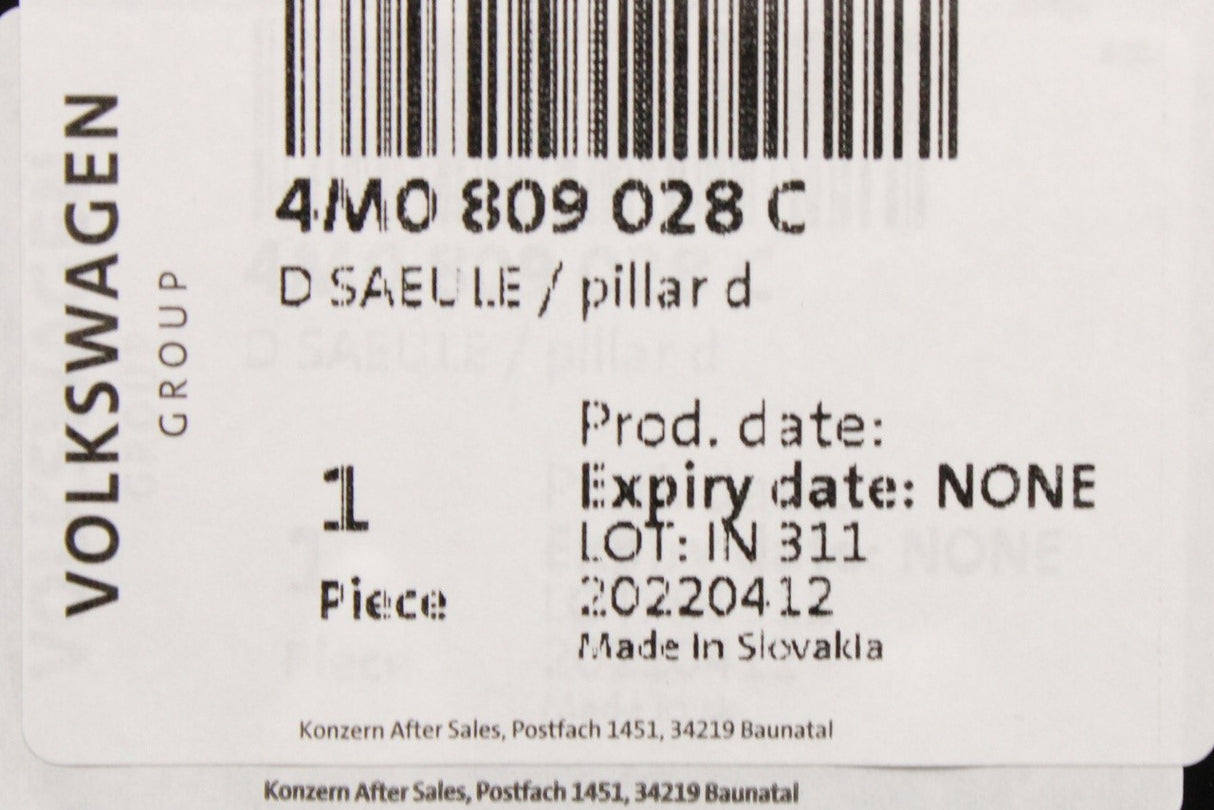 VOLKSWAGEN
GROUP
4M0 809 028 C
D SAEULE / pillar d
1
Piece
Prod. date:
Expiry date: NONE
LOT: IN 311
20220412
Made In Slovakia
Konzern After Sales, Postfach 1451, 34219 Baunatal
Konzern After Sales, Postfach 1451, 34219 Baunatal